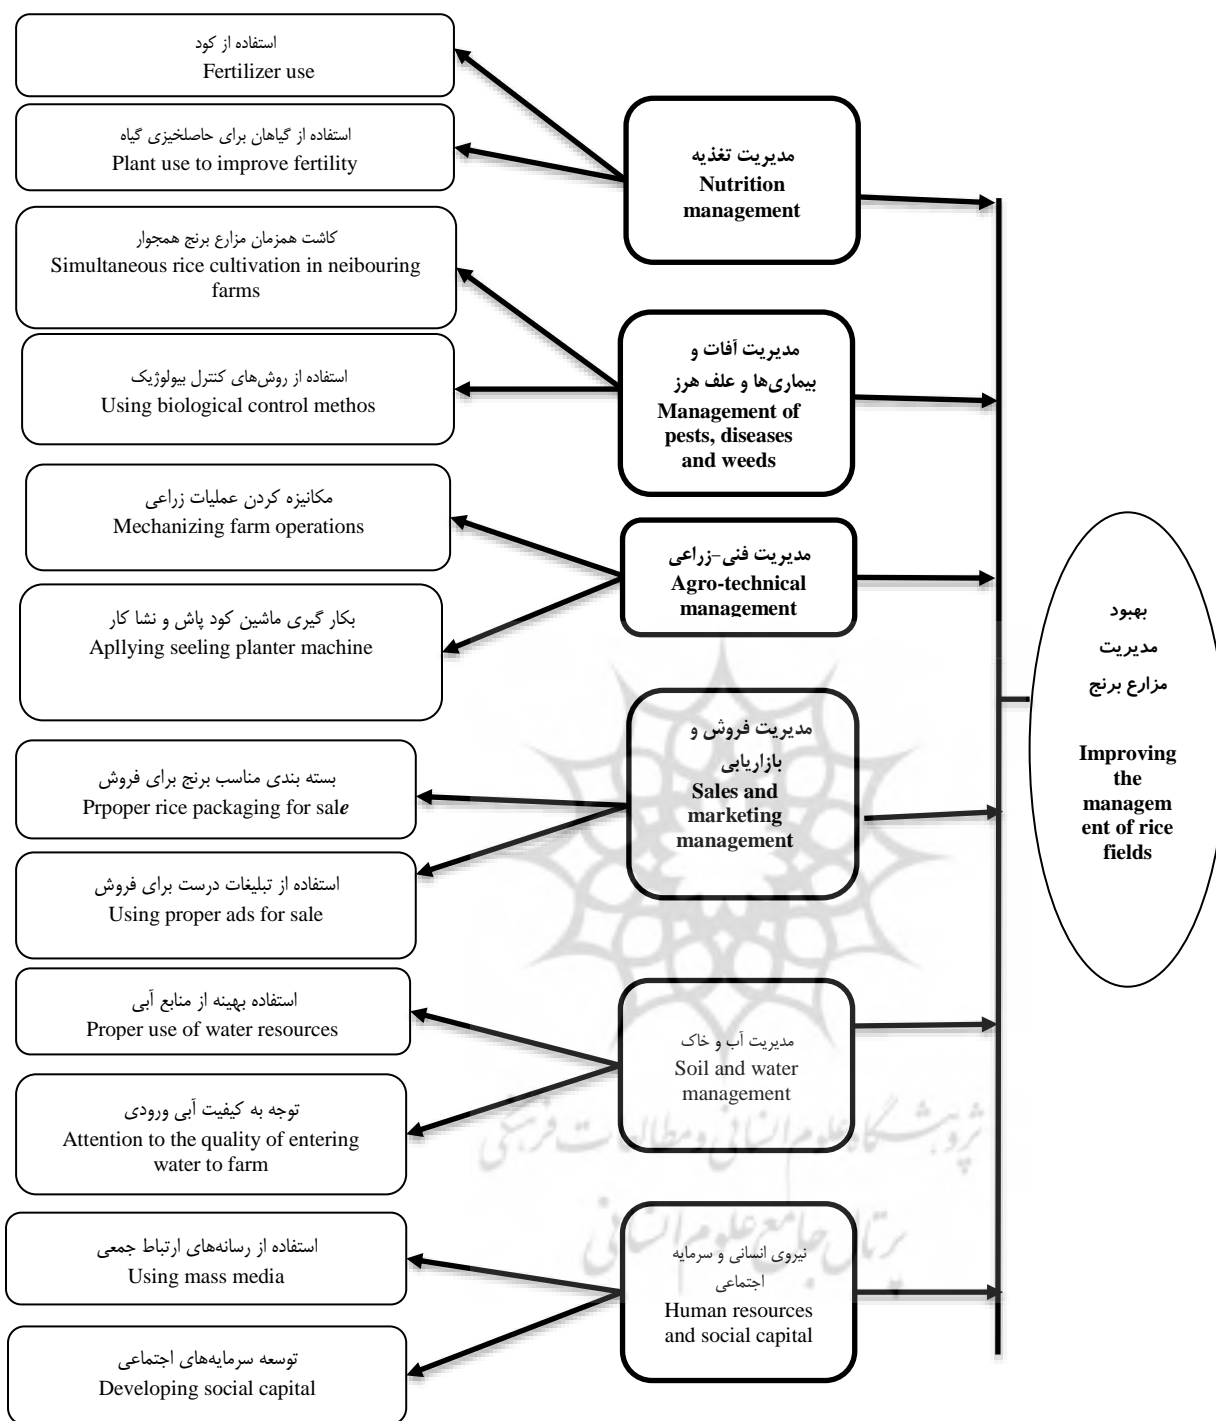 استفاده از کود
Fertilizer use
استفاده از گیاهان برای حاصلخیزی گیاه
Plant use to improve fertility
کاشت همزمان مزارع برنج همجوار
Simultaneous rice cultivation in neibouring
farms
استفاده از روش‌های کنترل بیولوژیک
Using biological control methos
مکانیزه کردن عملیات زراعی
Mechanizing farm operations
بکار گیری ماشین کود پاش و نشا کار
Apllying seeling planter machine
بسته بندی مناسب برنج برای فروش
Prpoper rice packaging for sale
استفاده از تبلیغات درست برای فروش
Using proper ads for sale
استفاده بهینه از منابع آبی
Proper use of water resources
توجه به کیفیت آبی ورودی
Attention to the quality of entering
water to farm
استفاده از رسانه‌های ارتباط جمعی
Using mass media
توسعه سرمایه‌های اجتماعی
Developing social capital
مدیریت تغذیه
Nutrition
management
مدیریت آفات و
بیماری‌ها و علف هرز
Management of
pests, diseases
and weeds
مدیریت فنی-زراعی
Agro-technical
management
مدیریت فروش و
بازاریابی
Sales and
marketing
management
مدیریت آب و خاک
Soil and water
management
نیروی انسانی و سرمایه
اجتماعی
Human resources
and social capital
بهبود
مدیریت
مزارع برنج
Improving
the
managem
ent of rice
fields
پژوهشگاه علوم انسانی و مطالعات فرهنگی
پرتال جامع علوم انسانی